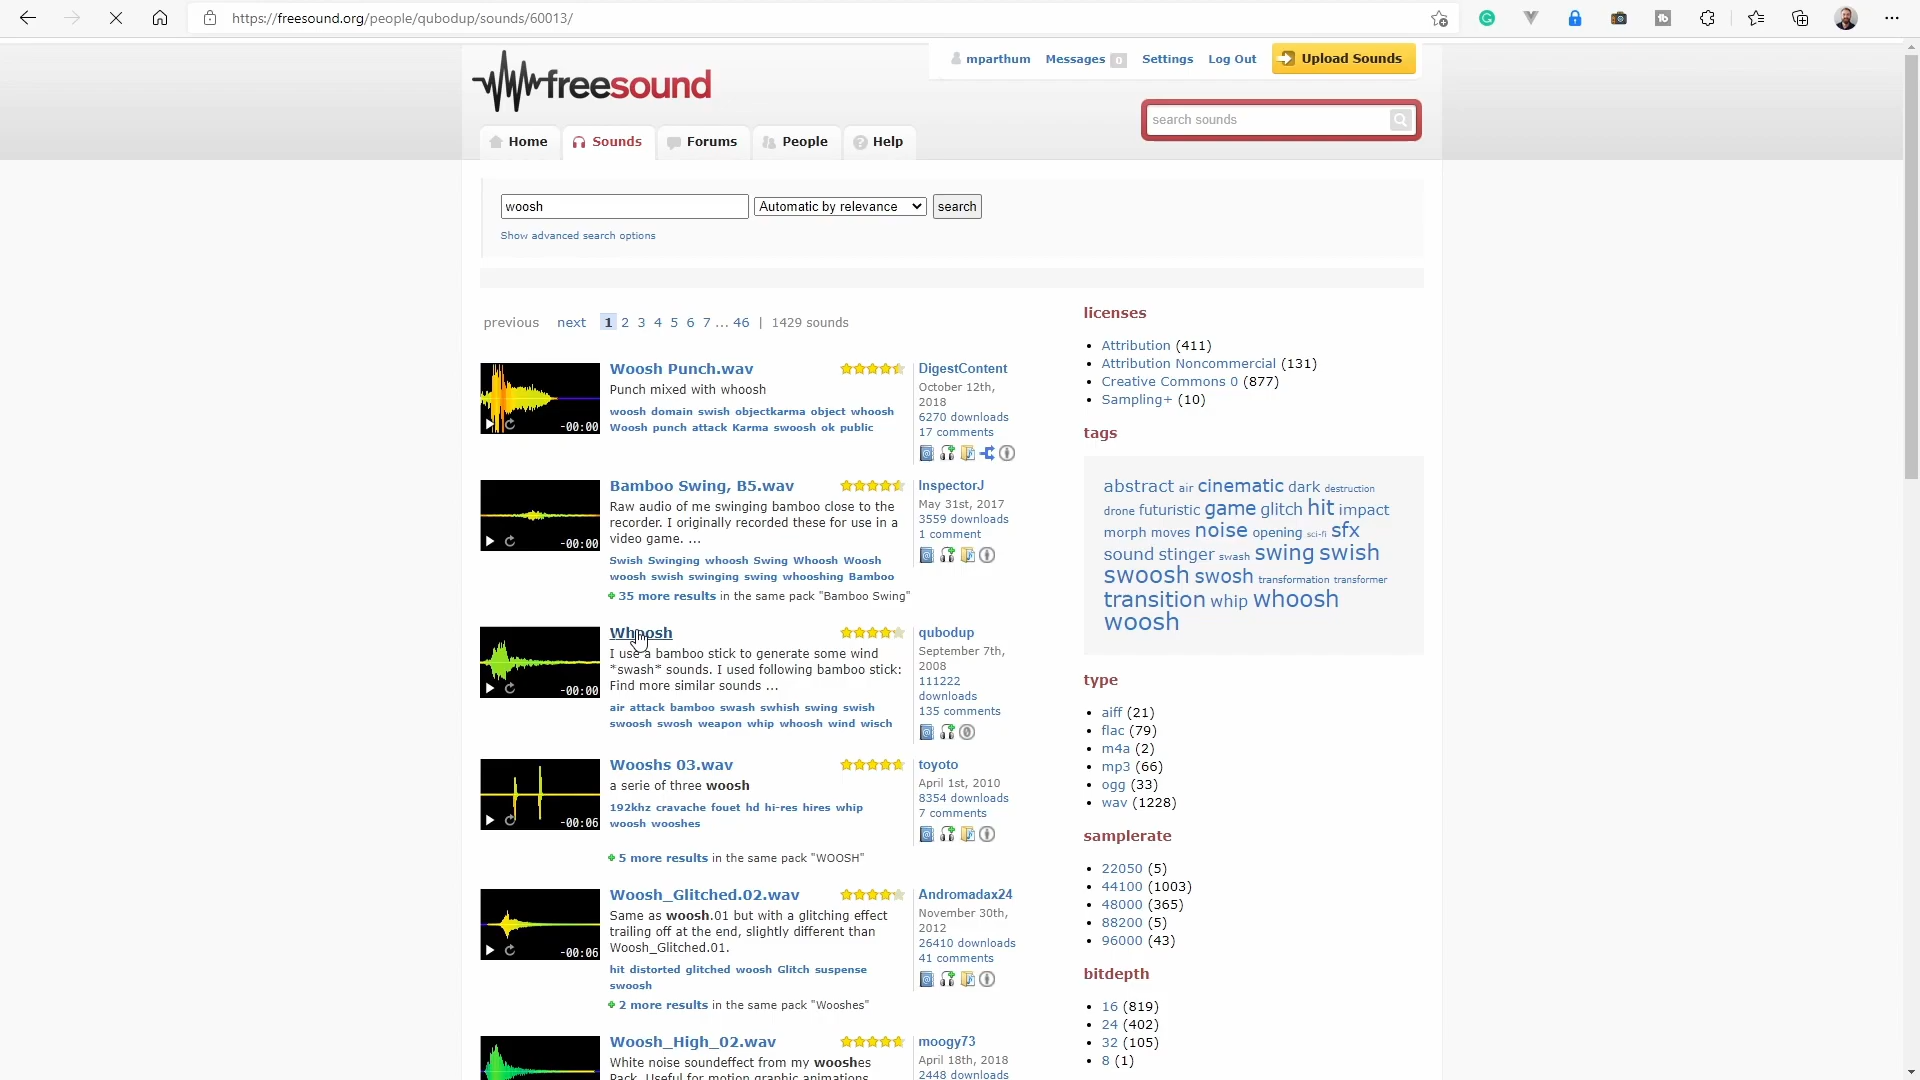 https://freesound.org/people/qubodup/sounds/60013/
mparthum Messages 0 Settings Log Out Upload Sounds
freesound
search sounds
Home Sounds Forums People Help
woosh Automatic by relevance search
Show advanced search options
previous next 1 2 3 4 5 6 7 ... 46 | 1429 sounds
Woosh Punch.wav
Punch mixed with whoosh
woosh domain swish objectkarma object whoosh
Woosh punch attack Karma swoosh ok public
-00:00
DigestContent
October 12th,
2018
6270 downloads
17 comments
Bamboo Swing, B5.wav
Raw audio of me swinging bamboo close to the
recorder. I originally recorded these for use in a
video game. ...
Swish Swinging whoosh Swing Whoosh Woosh
woosh swish swinging swing whooshing Bamboo
35 more results in the same pack "Bamboo Swing"
-00:00
InspectorJ
May 31st, 2017
3559 downloads
1 comment
Whoosh
I use a bamboo stick to generate some wind
*swash* sounds. I used following bamboo stick:
Find more similar sounds ...
air attack bamboo swash swhish swing swish
swoosh swosh weapon whip whoosh wind wisch
-00:00
qubodup
September 7th,
2008
111222
downloads
135 comments
Wooshs 03.wav
a serie of three woosh
192khz cravache fouet hd hi-res hires whip
woosh wooshes
-00:06
5 more results in the same pack "WOOSH"
toyoto
April 1st, 2010
8354 downloads
7 comments
Woosh_Glitched.02.wav
Same as woosh.01 but with a glitching effect
trailing off at the end, slightly different than
Woosh_Glitched.01.
hit distorted glitched woosh Glitch suspense
swoosh
-00:06
2 more results in the same pack "Wooshes"
Andromadax24
November 30th,
2012
26410 downloads
41 comments
Woosh_High_02.wav
White noise soundeffect from my wooshes
Pack. Useful for motion graphic animations
moogy73
April 18th, 2018
2448 downloads
licenses
Attribution (411)
Attribution Noncommercial (131)
Creative Commons 0 (877)
Sampling+ (10)
tags
abstract air cinematic dark destruction
drone futuristic game glitch hit impact
morph moves noise opening sci-fi sfx
sound stinger swash swing swish
swoosh swosh transformation transformer
transition whip whoosh
woosh
type
aiff (21)
flac (79)
m4a (2)
mp3 (66)
ogg (33)
wav (1228)
samplerate
22050 (5)
44100 (1003)
48000 (365)
88200 (5)
96000 (43)
bitdepth
16 (819)
24 (402)
32 (105)
8 (1)